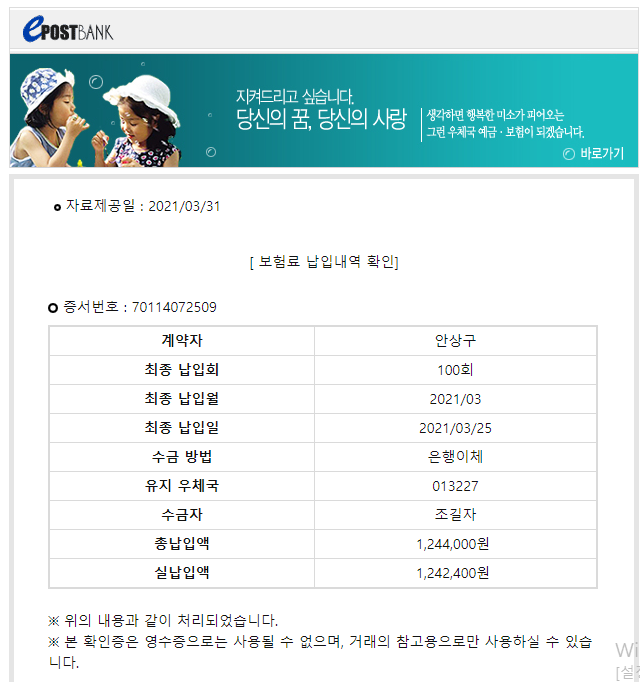 ePOSTBANK
지켜드리고 싶습니다.
당신의 꿈, 당신의 사랑
생각하면 행복한 미소가 피어오는
그런 우체국 예금·보험이 되겠습니다.
바로가기
자료제공일 : 2021/03/31
[ 보험료 납입내역 확인]
증서번호 : 70114072509
계약자 안상구
최종 납입회 100회
최종 납입월 2021/03
최종 납입일 2021/03/25
수금 방법 은행이체
유지 우체국 013227
수금자 조길자
총납입액 1,244,000원
실납입액 1,242,400원
※ 위의 내용과 같이 처리되었습니다.
※ 본 확인증은 영수증으로는 사용될 수 없으며, 거래의 참고용으로만 사용하실 수 있습
니다.
Wi
[설정